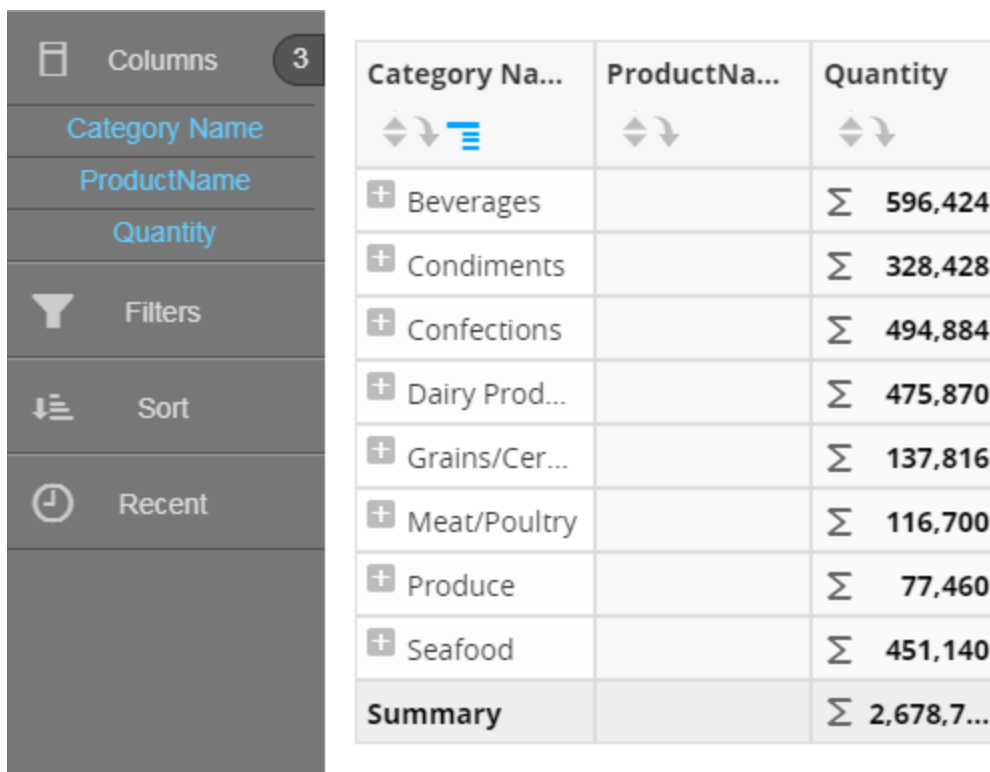 Columns 3
Category Name
ProductName
Quantity
Filters
Sort
Recent
Category Na... ProductNa... Quantity
Beverages Σ 596,424
Condiments Σ 328,428
Confections Σ 494,884
Dairy Prod... Σ 475,870
Grains/Cer... Σ 137,816
Meat/Poultry Σ 116,700
Produce Σ 77,460
Seafood Σ 451,140
Summary Σ 2,678,7...